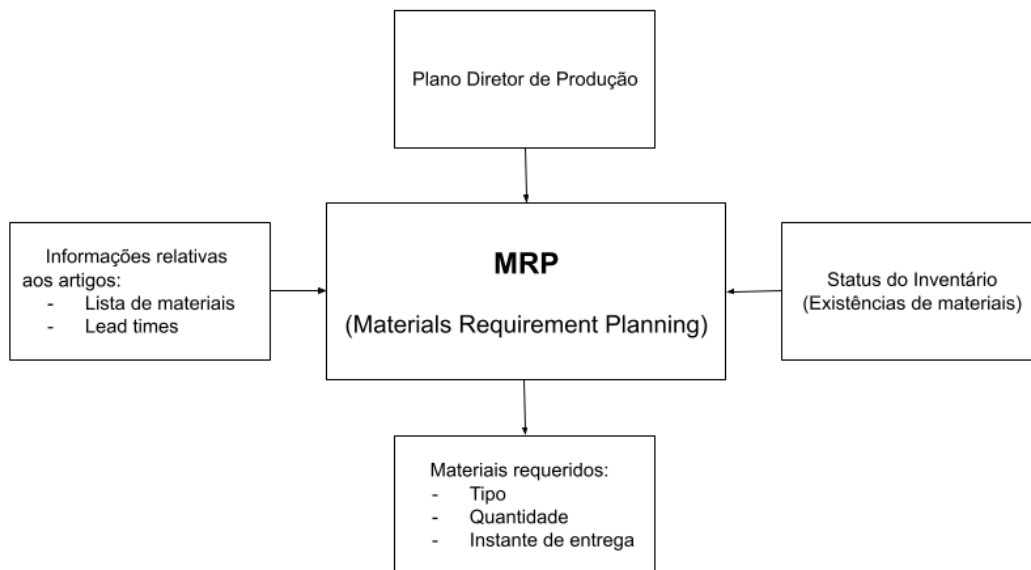 Plano Diretor de Produção
Informações relativas
aos artigos:
- Lista de materiais
- Lead times
MRP
(Materials Requirement Planning)
Status do Inventário
(Existências de materiais)
Materiais requeridos:
- Tipo
- Quantidade
- Instante de entrega